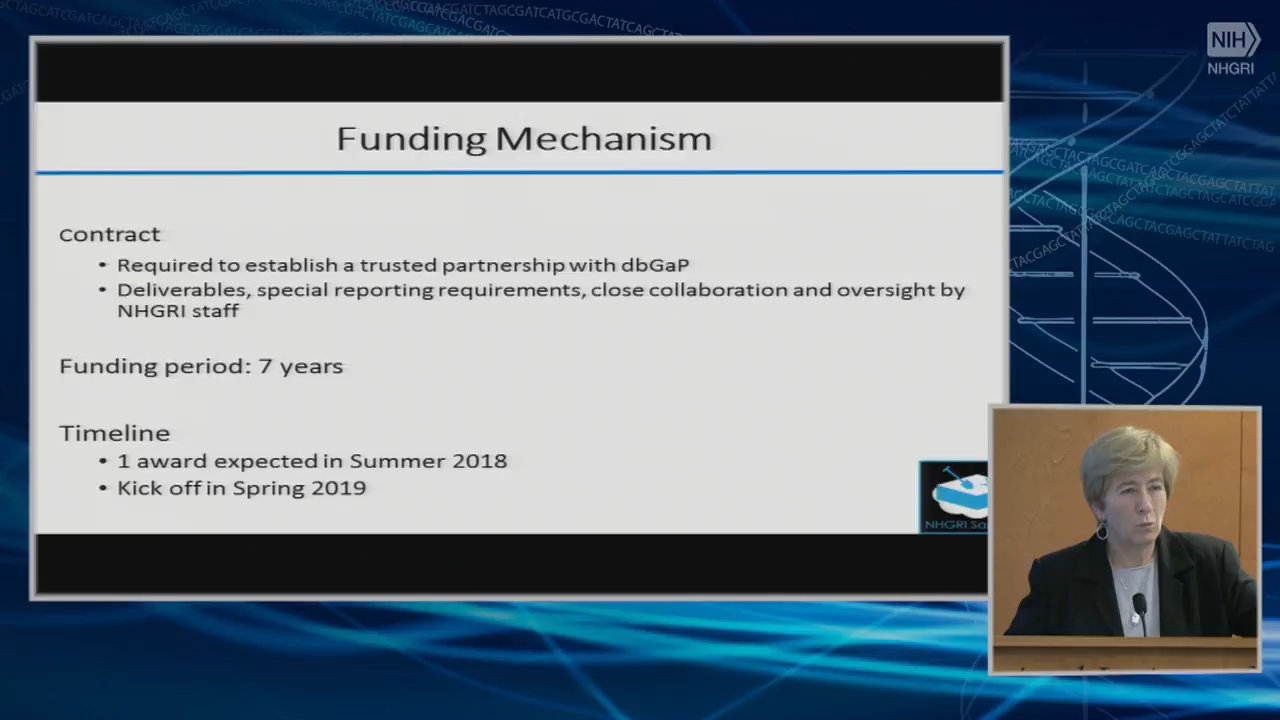 NIH
NHGRI
Funding Mechanism
Contract
• Required to establish a trusted partnership with dbGaP
• Deliverables, special reporting requirements, close collaboration and oversight by
NHGRI staff
Funding period: 7 years
Timeline
• 1 award expected in Summer 2018
• Kick off in Spring 2019
NHGRI